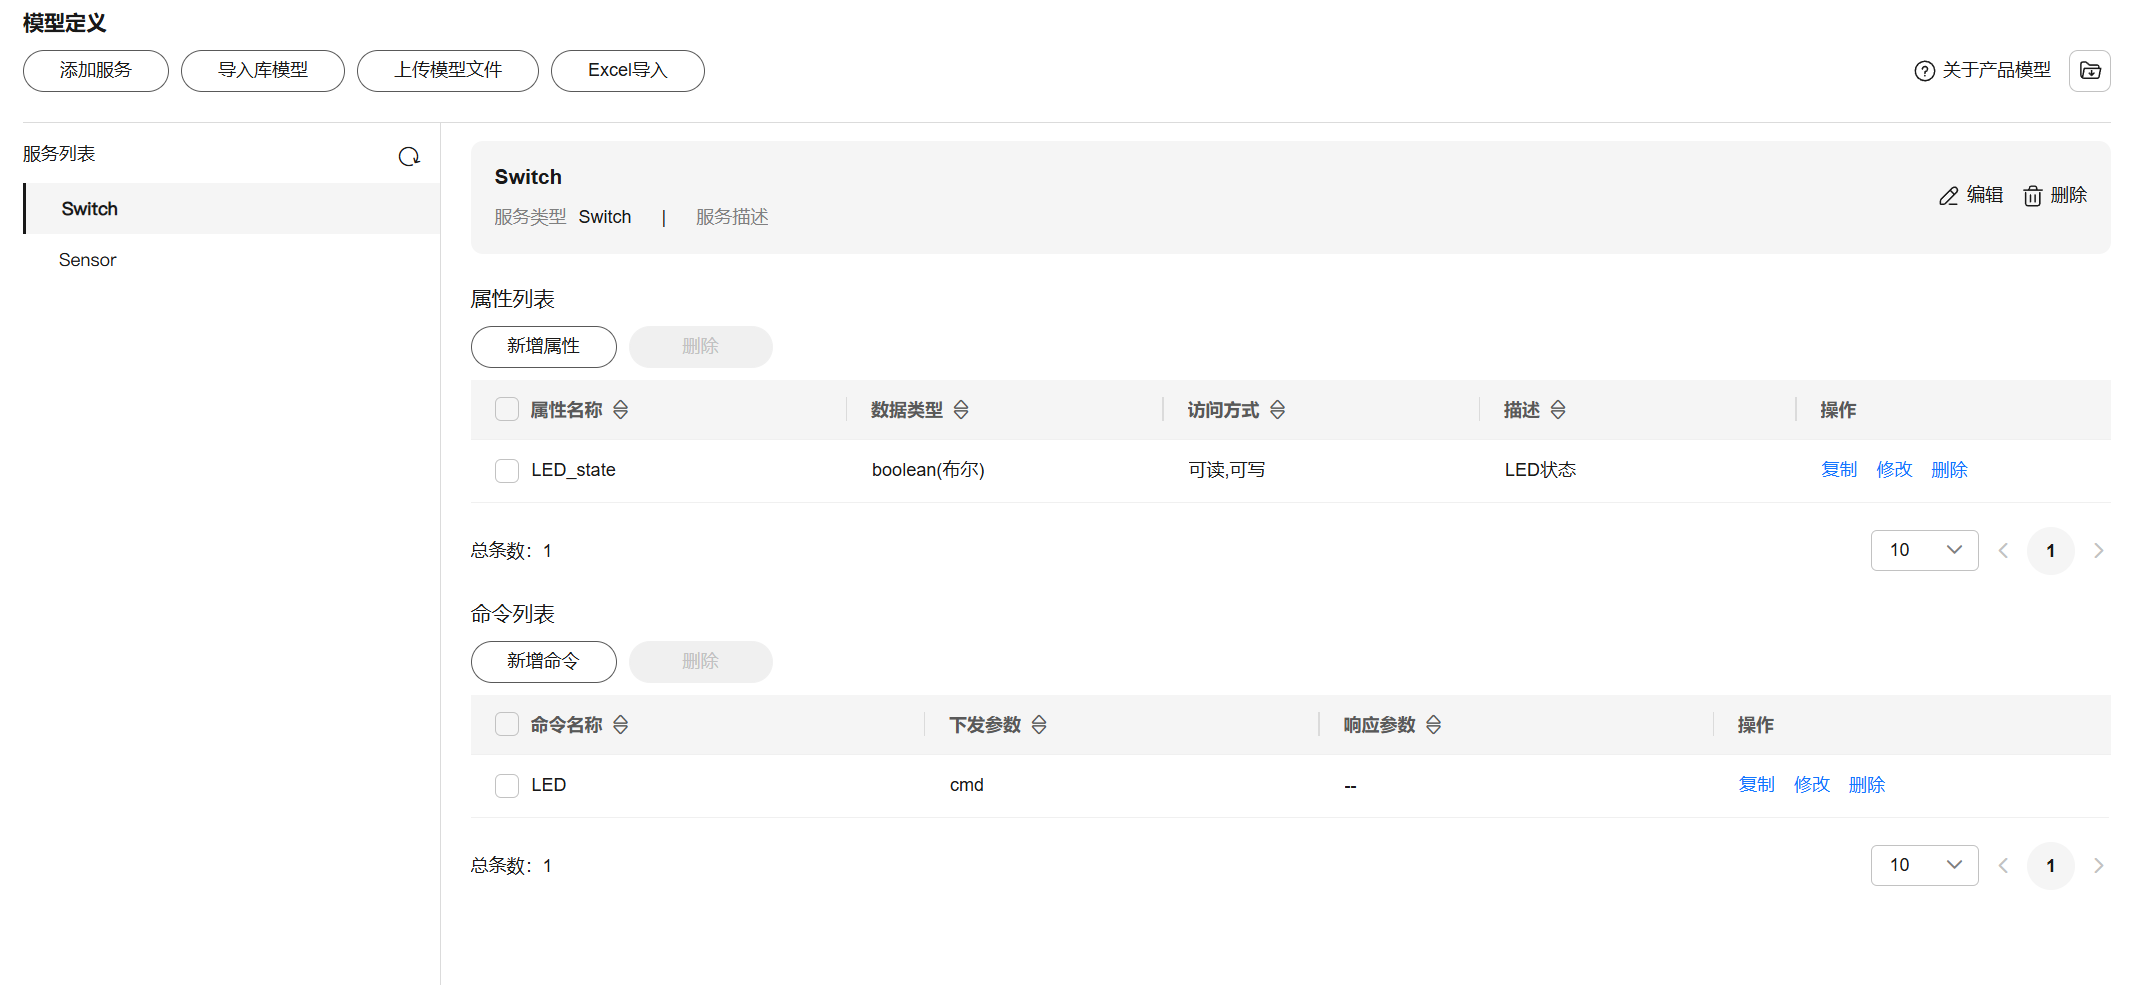 模型定义
添加服务 导入库模型 上传模型文件 Excel导入 关于产品模型
服务列表
Switch
Sensor
Switch
编辑 删除
服务类型 Switch | 服务描述
属性列表
新增属性 删除
属性名称 数据类型 访问方式 描述 操作
LED_state boolean(布尔) 可读,可写 LED状态 复制 修改 删除
总条数：1 10 1
命令列表
新增命令 删除
命令名称 下发参数 响应参数 操作
LED cmd -- 复制 修改 删除
总条数：1 10 1